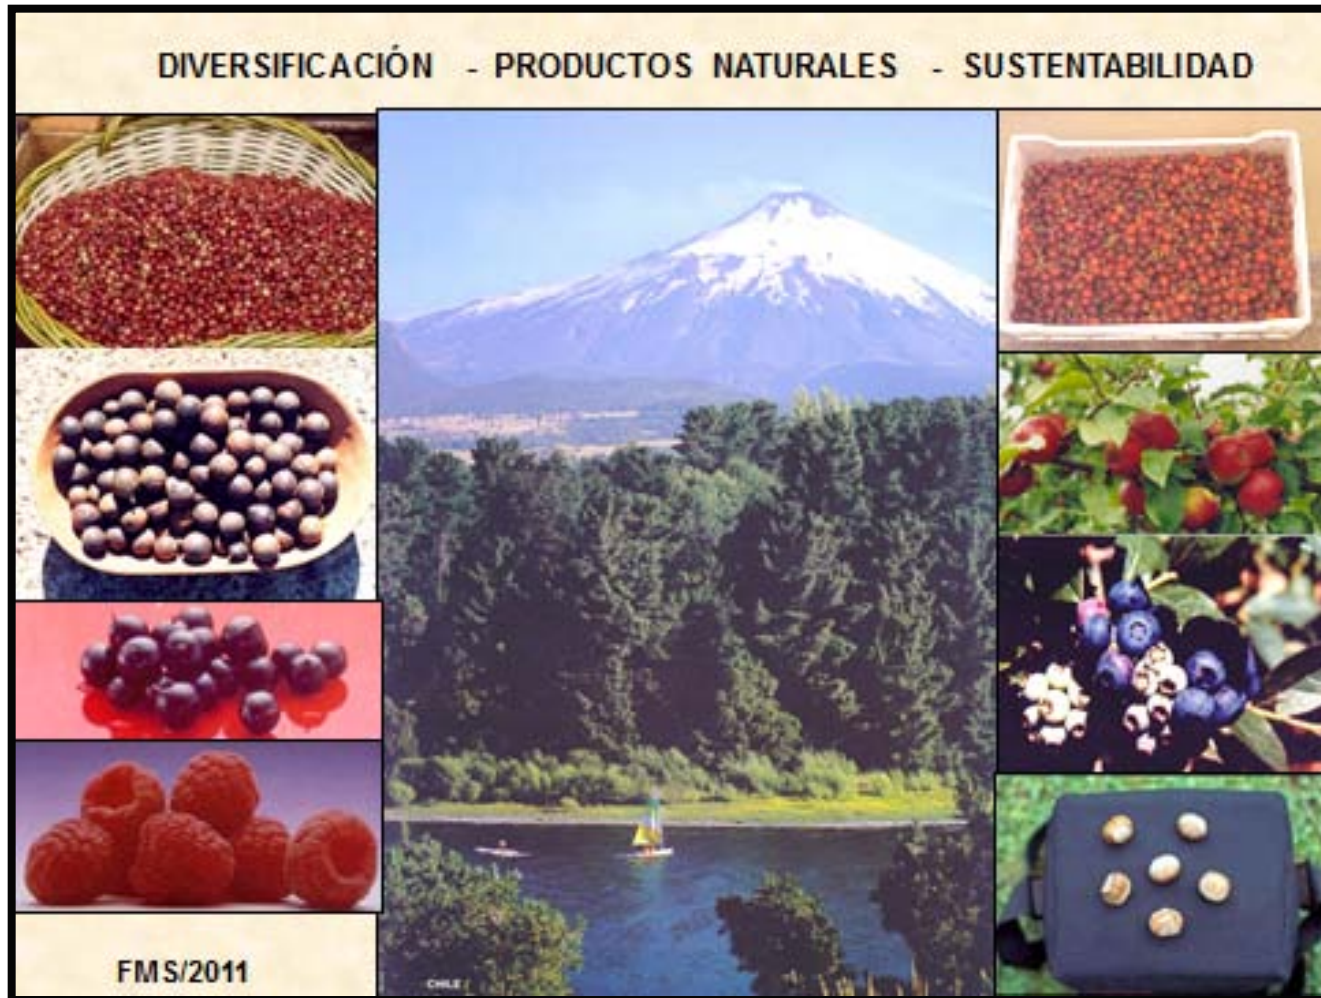 DIVERSIFICACIÓN - PRODUCTOS NATURALES - SUSTENTABILIDAD
FMS/2011
CHILE